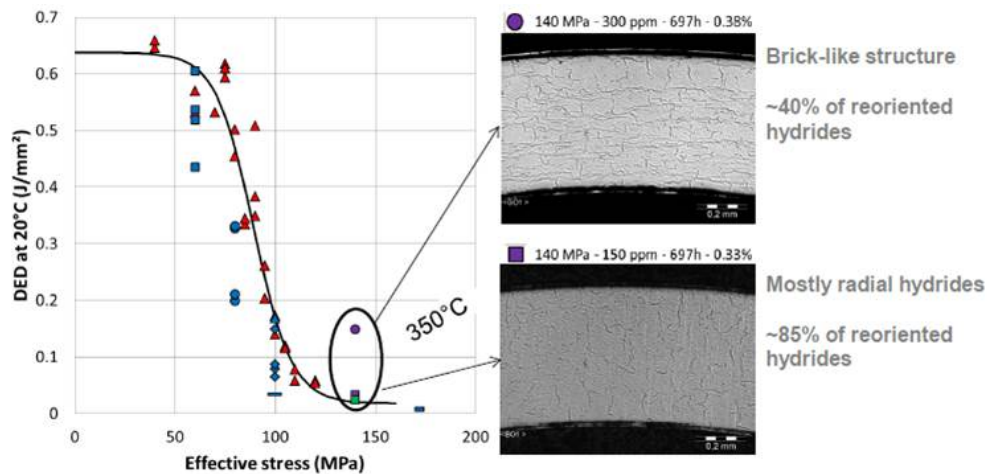 0.7
0.6
0.5
0.4
0.3
0.2
0.1
0
0
50
100
150
200
DED at 20°C (J/mm²)
Effective stress (MPa)
350°C
140 MPa - 300 ppm - 697h - 0.38%
0.2 mm
Brick-like structure
~40% of reoriented
hydrides
140 MPa - 150 ppm - 697h - 0.33%
0.2 mm
Mostly radial hydrides
~85% of reoriented
hydrides